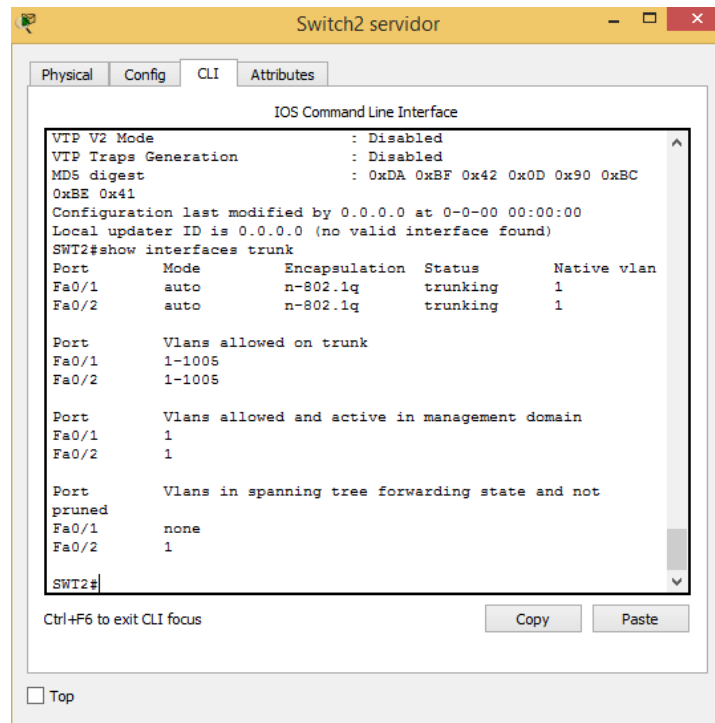 Switch2 servidor
Physical Config CLI Attributes
IOS Command Line Interface
VTP V2 Mode : Disabled
VTP Traps Generation : Disabled
MD5 digest : 0xDA 0xBF 0x42 0x0D 0x90 0xBC
0xBE 0x41
Configuration last modified by 0.0.0.0 at 0-0-00 00:00:00
Local updater ID is 0.0.0.0 (no valid interface found)
SWT2#show interfaces trunk
Port Mode Encapsulation Status Native vlan
Fa0/1 auto n-802.1q trunking 1
Fa0/2 auto n-802.1q trunking 1
Port Vlans allowed on trunk
Fa0/1 1-1005
Fa0/2 1-1005
Port Vlans allowed and active in management domain
Fa0/1 1
Fa0/2 1
Port Vlans in spanning tree forwarding state and not
pruned
Fa0/1 none
Fa0/2 1
SWT2#
Ctrl+F6 to exit CLI focus Copy Paste
Top